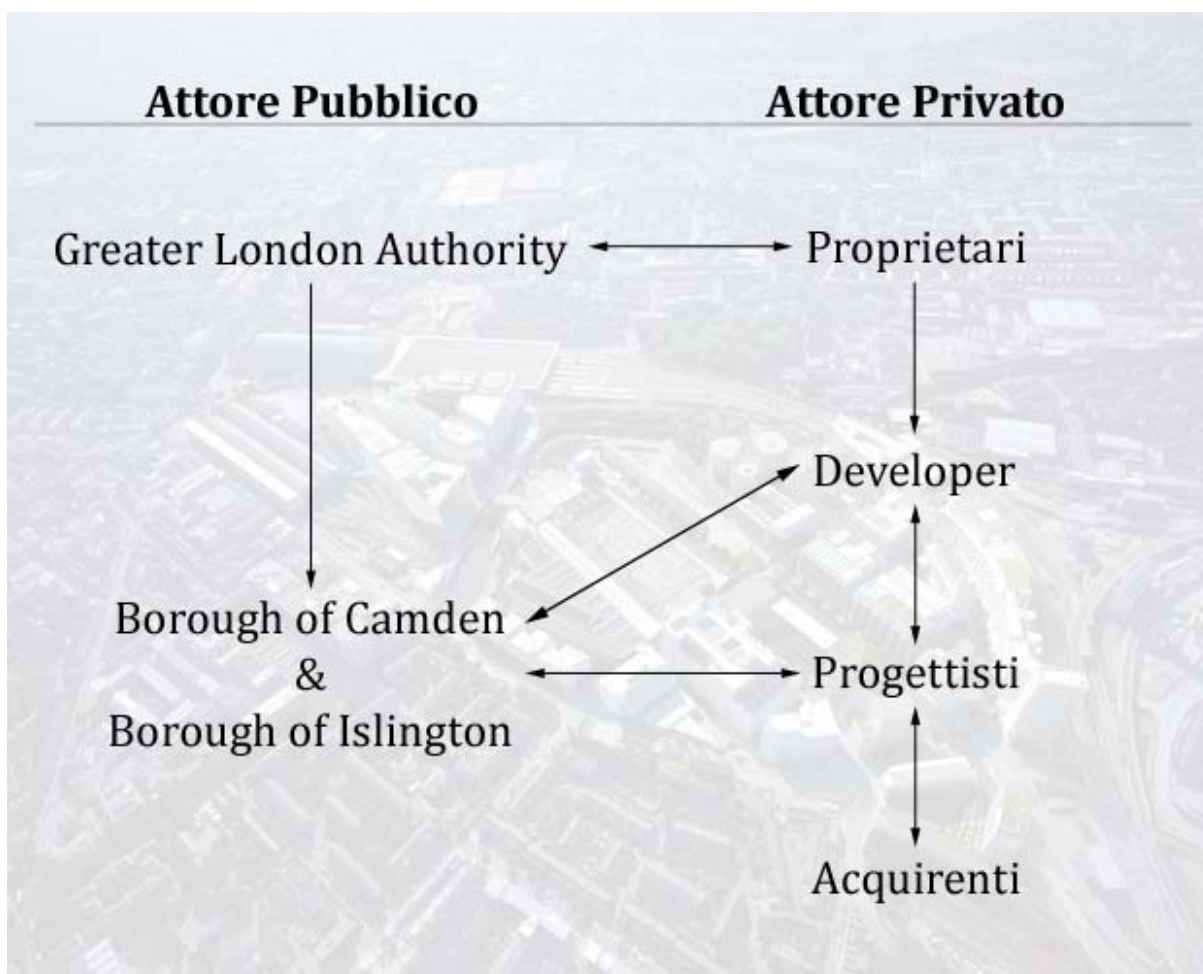 Attore Pubblico
Attore Privato
Greater London Authority
Proprietari
Developer
Borough of Camden
&
Borough of Islington
Progettisti
Acquirenti